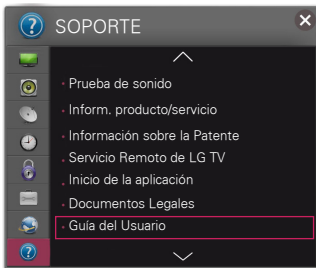 SOPORTE
• Prueba de sonido
• Inform. producto/servicio
• Información sobre la Patente
• Servicio Remoto de LG TV
• Inicio de la aplicación
• Documentos Legales
• Guía del Usuario